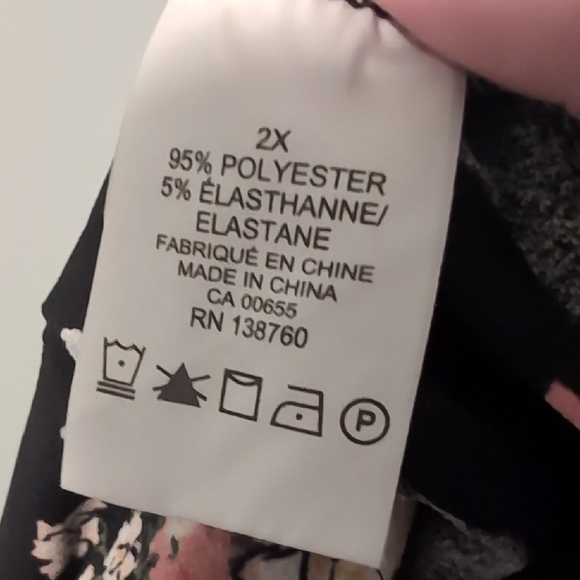 2X
95% POLYESTER
5% ÉLASTHANNE/
ELASTANE
FABRIQUÉ EN CHINE
MADE IN CHINA
CA 00655
RN 138760
P